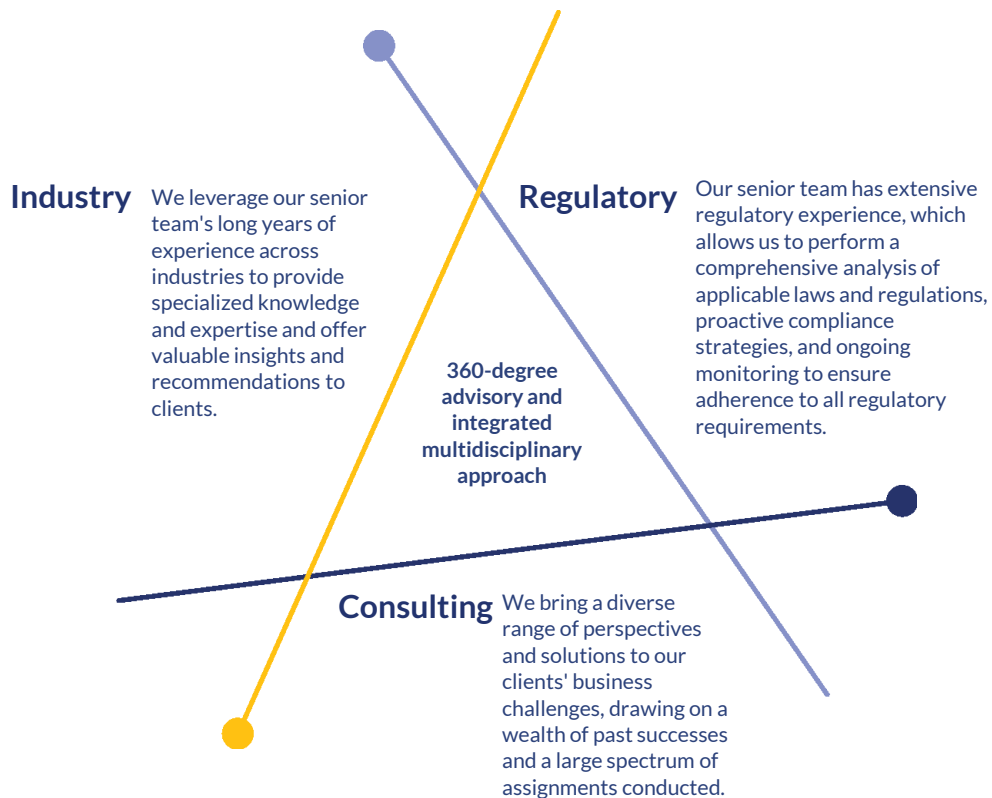 Industry
We leverage our senior
team's long years of
experience across
industries to provide
specialized knowledge
and expertise and offer
valuable insights and
recommendations to
clients.
Regulatory
Our senior team has extensive
regulatory experience, which
allows us to perform a
comprehensive analysis of
applicable laws and regulations,
proactive compliance
strategies, and ongoing
monitoring to ensure
adherence to all regulatory
requirements.
360-degree
advisory and
integrated
multidisciplinary
approach
Consulting
We bring a diverse
range of perspectives
and solutions to our
clients' business
challenges, drawing on a
wealth of past successes
and a large spectrum of
assignments conducted.